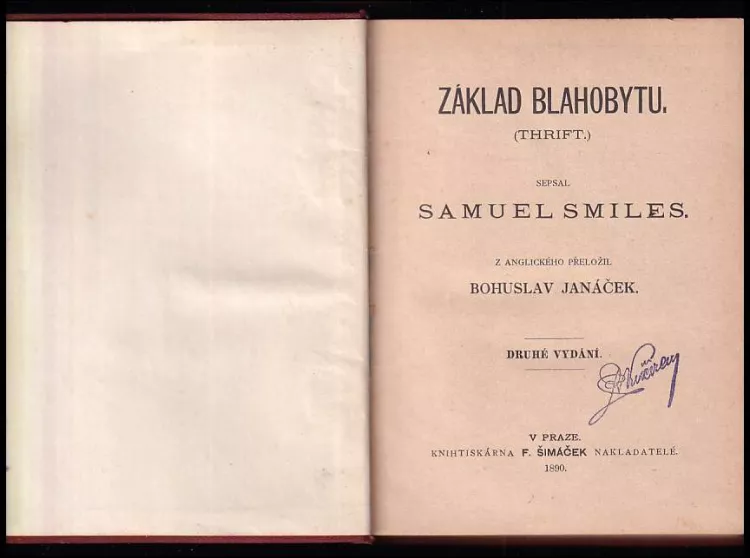 ZÁKLAD BLAHOBYTU.
(THRIFT.)
SEPSAL
SAMUEL SMILES.
Z ANGLICKÉHO PŘELOŽIL
BOHUSLAV JANÁČEK.
DRUHÉ VYDÁNÍ.
V PRAZE.
KNIHTISKÁRNA F. ŠIMÁČEK NAKLADATELÉ.
1890.